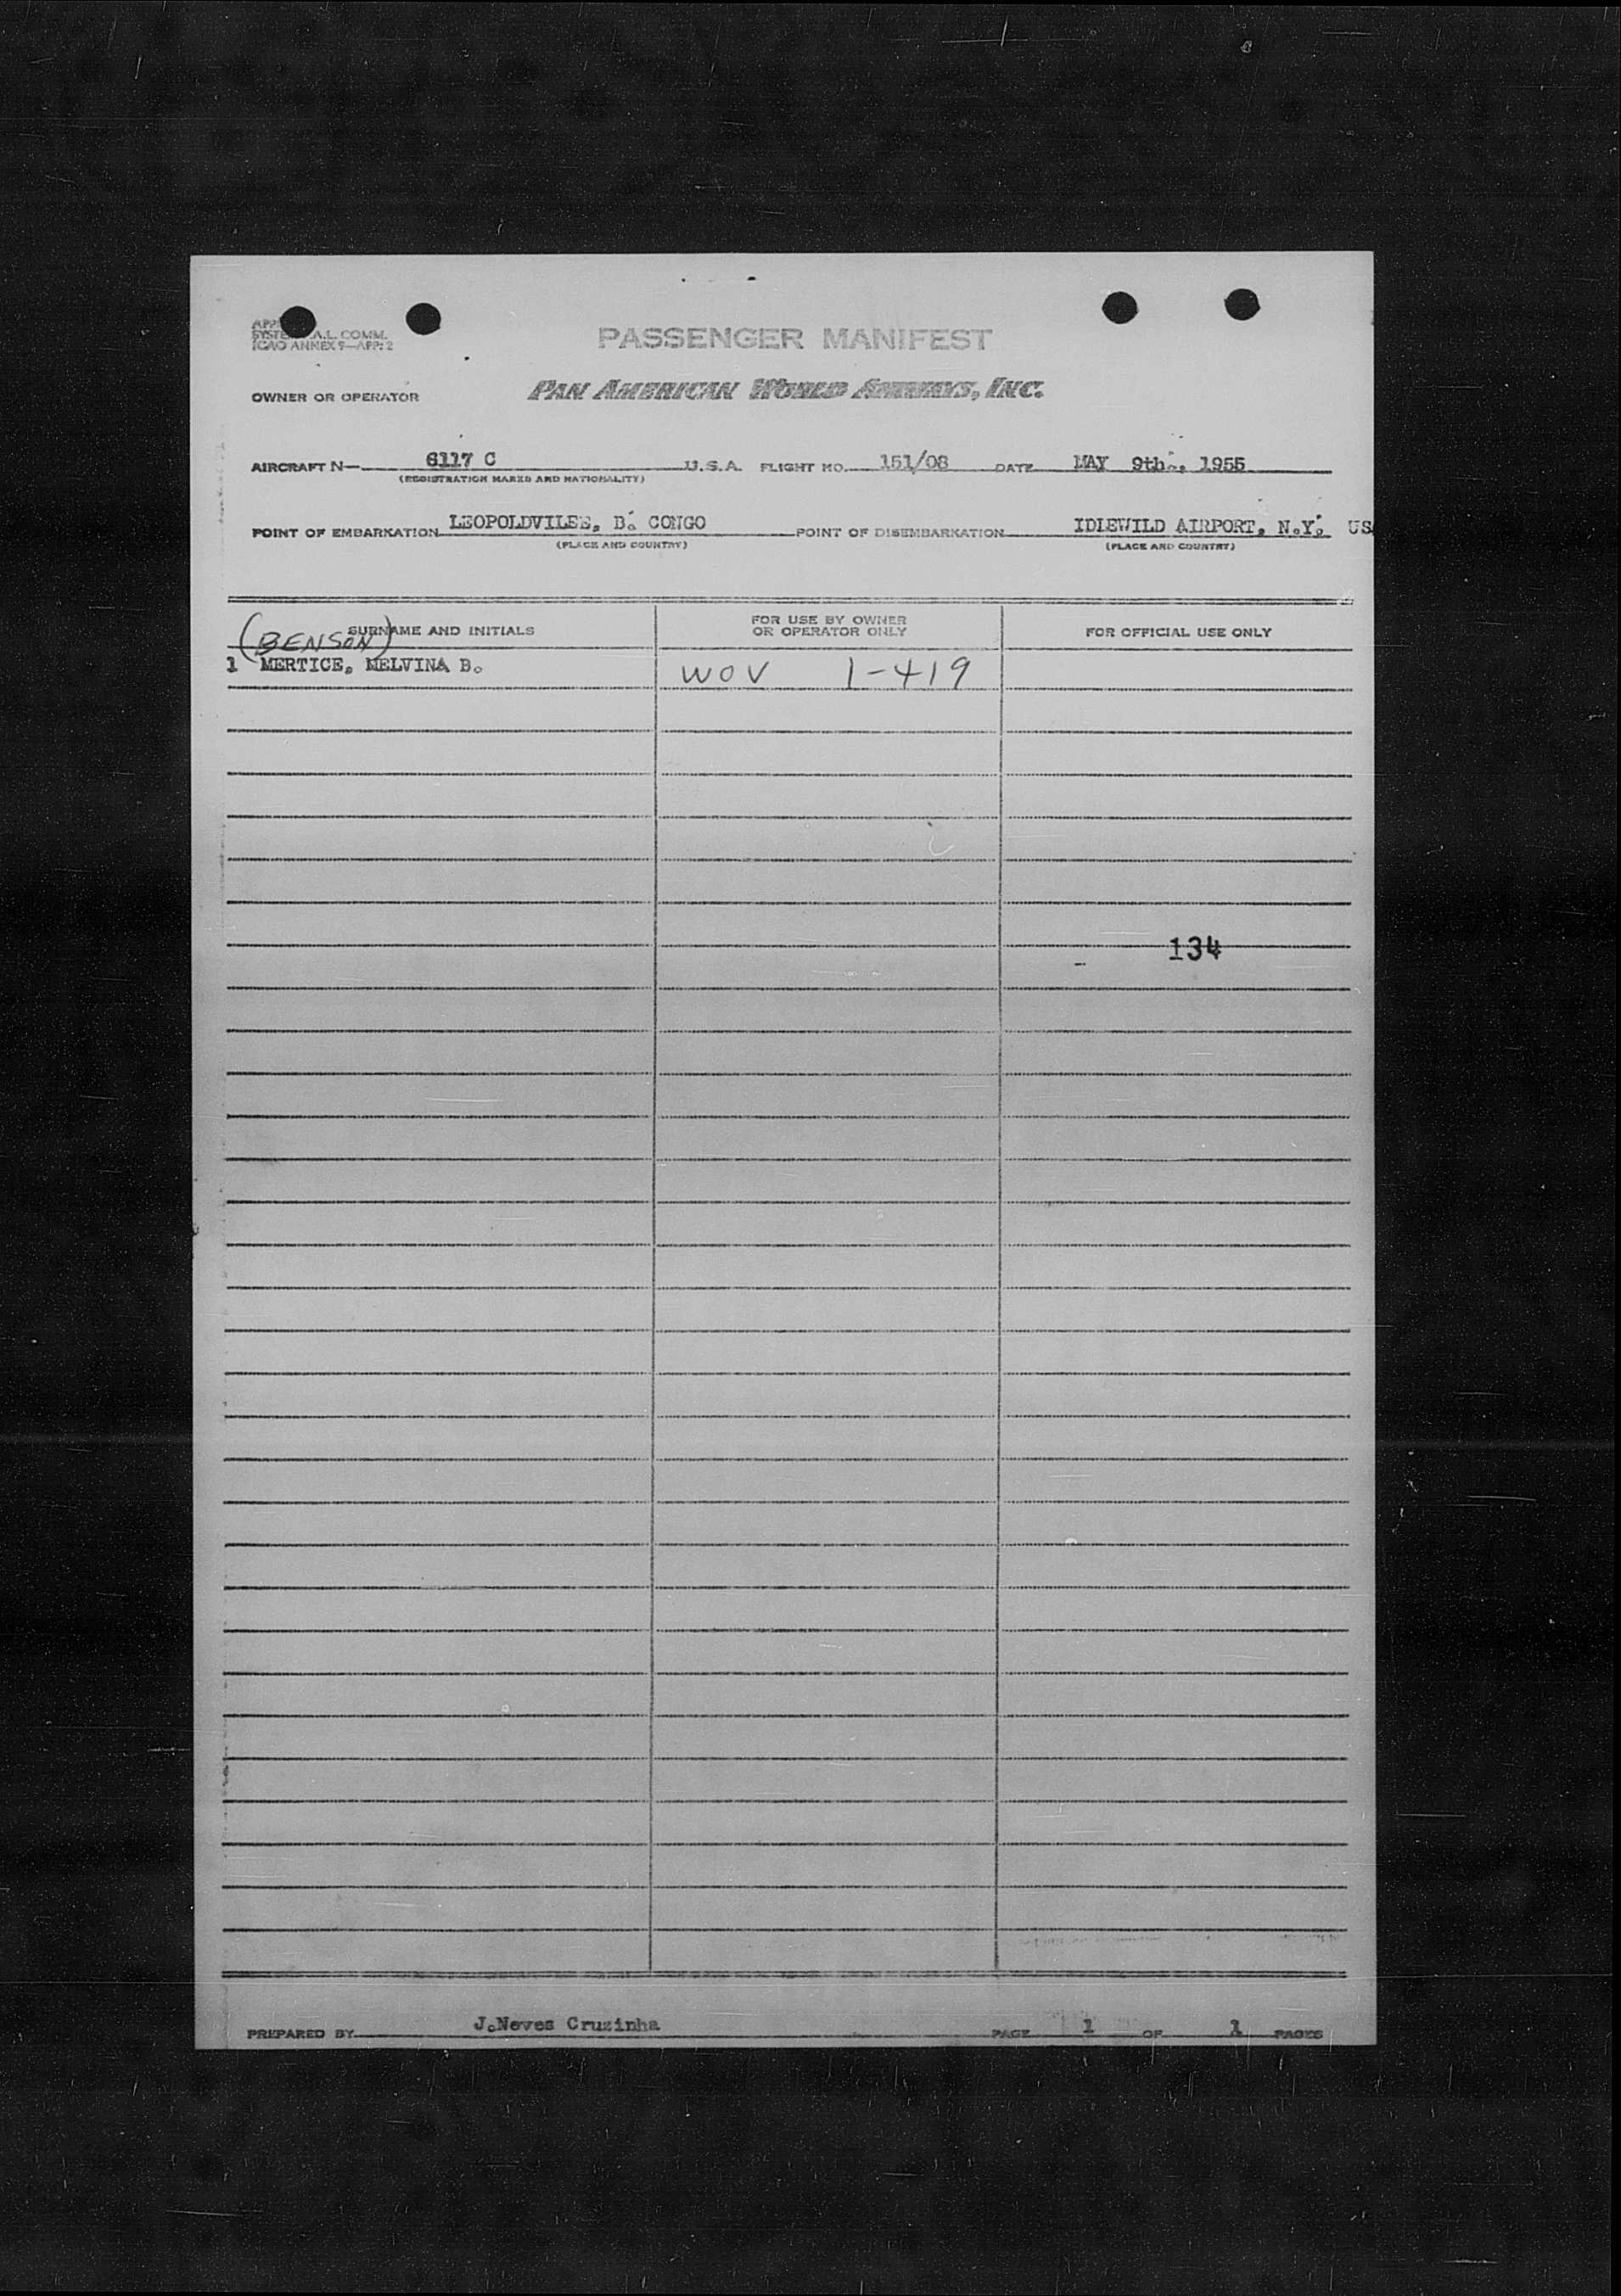 PASSENGER MANIFEST
SYSTE A.L. COMM.
ICAO ANNEX 9—APP: 2
OWNER OR OPERATOR PAN AMERICAN WORLD AIRWAYS, INC.
AIRCRAFT N— 6117 C U.S.A. FLIGHT NO. 151/08 DATE MAY 9th., 1955
(REGISTRATION MARKS AND NATIONALITY)
POINT OF EMBARKATION LEOPOLDVILEE, B. CONGO POINT OF DISEMBARKATION IDLEWILD AIRPORT, N.Y. US
(PLACE AND COUNTRY) (PLACE AND COUNTRY)
SURNAME AND INITIALS FOR USE BY OWNER OR OPERATOR ONLY FOR OFFICIAL USE ONLY
(BENSON)
1 MERTICE, MELVINA B. WOV 1-419
134
PREPARED BY J.Neves Cruzinha PAGE 1 OF 1 PAGES